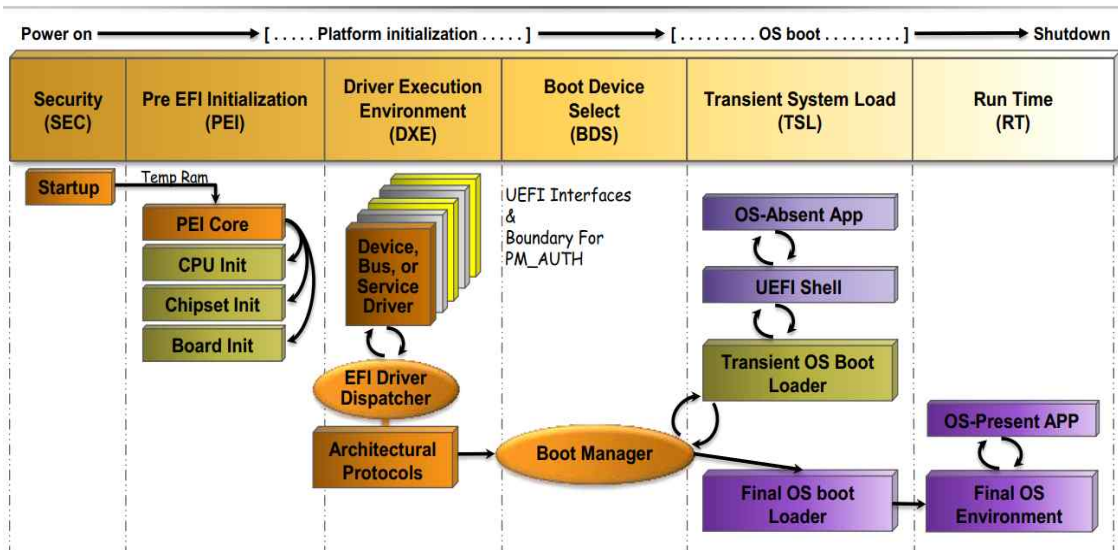 Power on [ . . . . . Platform initialization . . . . . ] [ . . . . . . . . . OS boot . . . . . . . . . ] Shutdown
Security
(SEC)
Pre EFI Initialization
(PEI)
Driver Execution
Environment
(DXE)
Boot Device
Select
(BDS)
Transient System Load
(TSL)
Run Time
(RT)
Startup
Temp Ram
PEI Core
CPU Init
Chipset Init
Board Init
Device,
Bus, or
Service
Driver
EFI Driver
Dispatcher
Architectural
Protocols
UEFI Interfaces
&
Boundary For
PM_AUTH
Boot Manager
OS-Absent App
UEFI Shell
Transient OS Boot
Loader
Final OS boot
Loader
OS-Present APP
Final OS
Environment